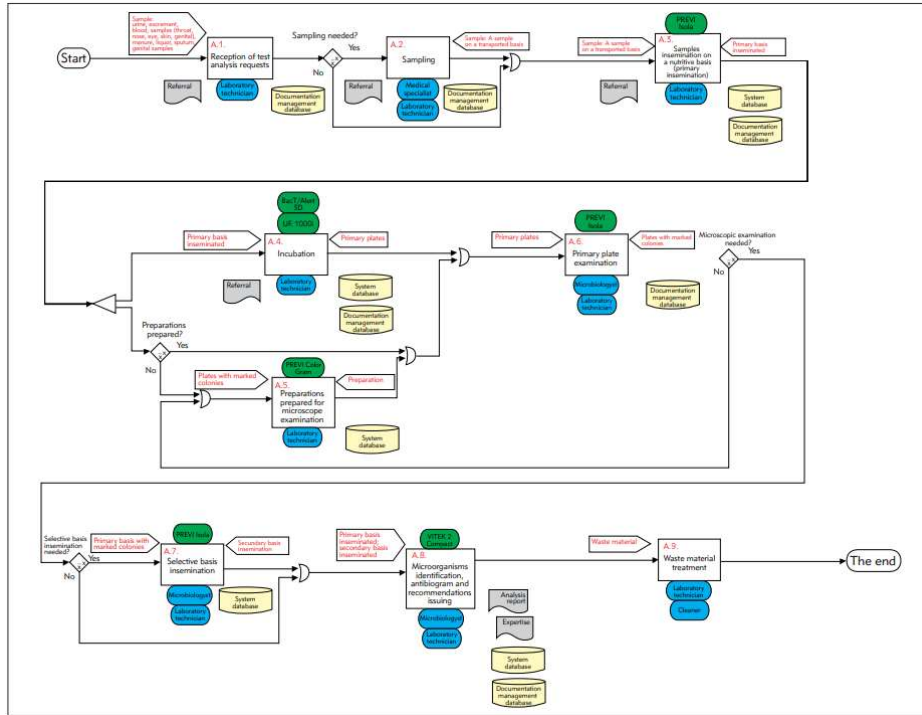 Sample:
urine, excrement,
blood, samples (throat,
nose, eye, skin, genital),
manure, liquor, sputum,
genital samples
Start
A.1.
Reception of test
analysis requests
Referral
Laboratory
technician
Documentation
management
database
Sampling needed?
Yes
No
A.2.
Sampling
Referral
Medical
specialist
Laboratory
technician
Documentation
management
database
Sample: A sample
on a transported basis
Sample: A sample
on a transported basis
PREVI
Isola
A.3.
Samples
insemination on
a nutritive basis
(primary
insemination)
Primary basis
inseminated
Referral
Laboratory
technician
System
database
Documentation
management
database
BacT/Alert
3D
UF 1000i
Primary basis
inseminated
A.4.
Incubation
Primary plates
Referral
Laboratory
technician
System
database
Documentation
management
database
Primary plates
PREVI
Isola
A.6.
Primary plate
examination
Plates with marked
colonies
Microbiologyst
Laboratory
technician
Documentation
management
database
Microscopic examination
needed?
Yes
No
Preparations
prepared?
Yes
No
Plates with marked
colonies
PREVI Color
Gram
A.5.
Preparations
prepared for
microscope
examination
Preparation
Laboratory
technician
System
database
Selective basis
insemination
needed?
Yes
No
Primary basis with
marked colonies
PREVI Isola
A.7.
Selective basis
insemination
Secundary basis
insemination
Microbiologyst
Laboratory
technician
System
database
Primary basis
inseminated;
secondary basis
inseminated
VITEK 2
Compact
A.8.
Microorganisms
identification,
antibiogram and
recommendations
issuing
Microbiologyst
Laboratory
technician
Analysis
report
Expertise
System
database
Documentation
management
database
Waste material
A.9.
Waste material
treatment
Laboratory
technician
Cleaner
The end